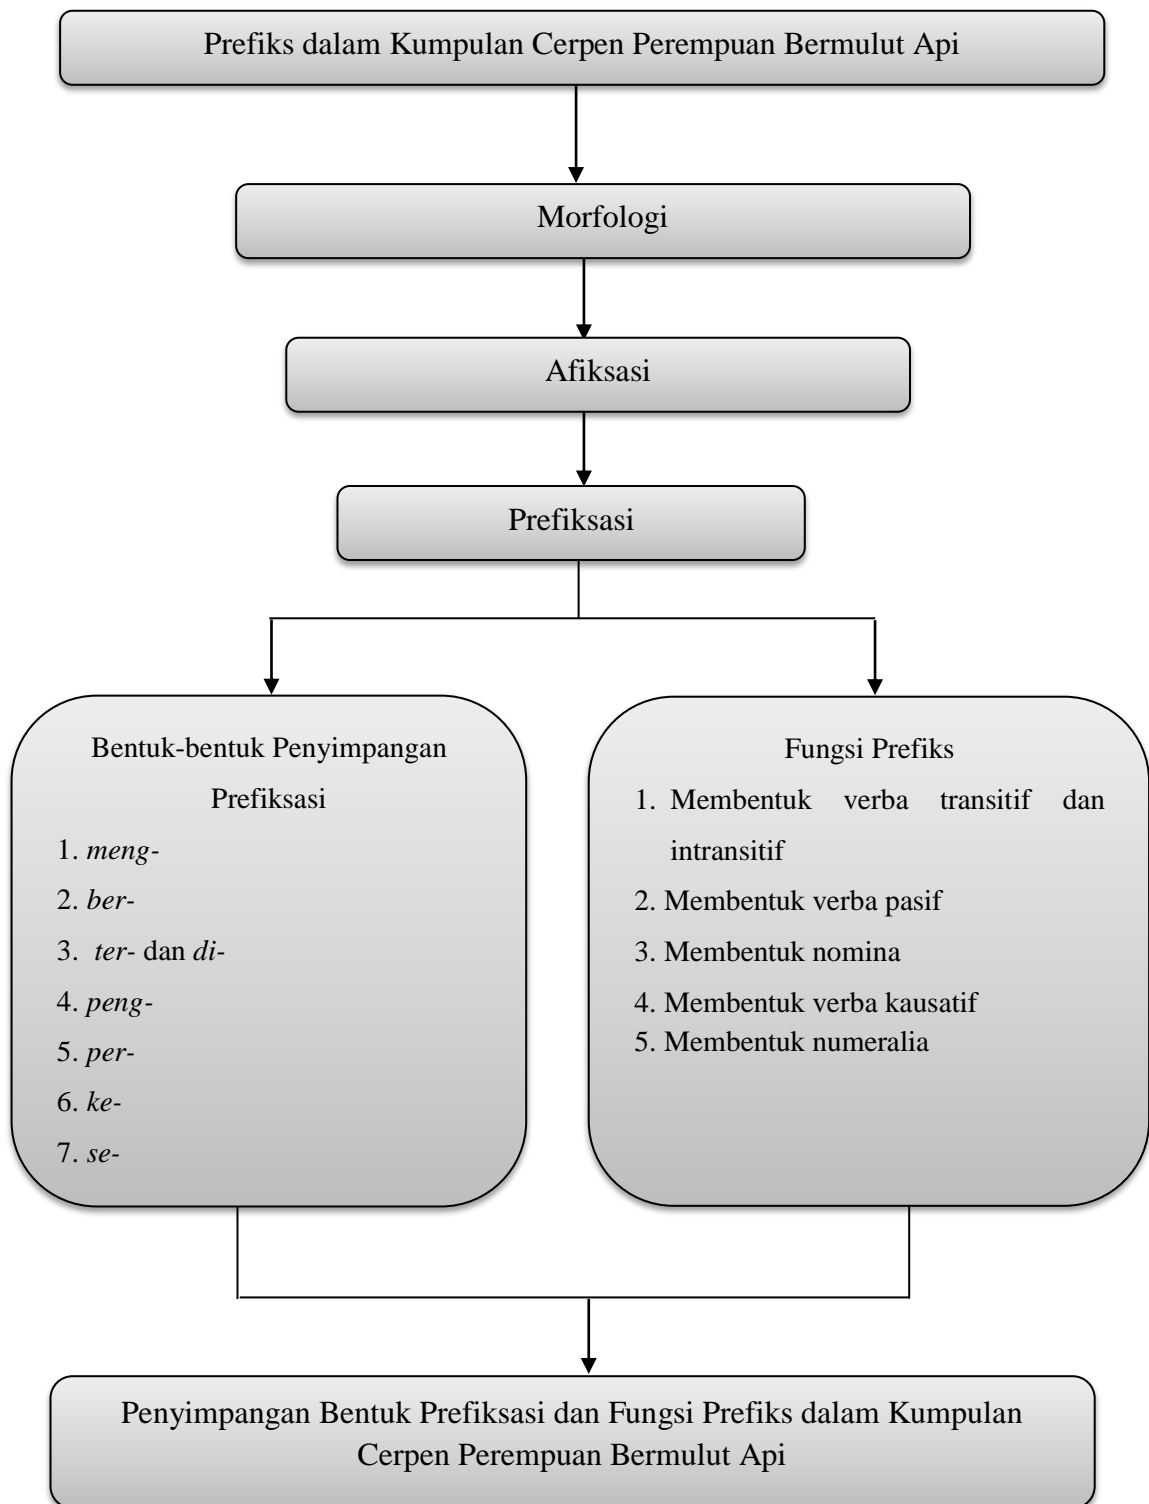 Prefiks dalam Kumpulan Cerpen Perempuan Bermulut Api
Morfologi
Afiksasi
Prefiksasi
Bentuk-bentuk Penyimpangan
Prefiksasi
1. meng-
2. ber-
3. ter- dan di-
4. peng-
5. per-
6. ke-
7. se-
Fungsi Prefiks
1. Membentuk verba transitif dan
intransitif
2. Membentuk verba pasif
3. Membentuk nomina
4. Membentuk verba kausatif
5. Membentuk numeralia
Penyimpangan Bentuk Prefiksasi dan Fungsi Prefiks dalam Kumpulan
Cerpen Perempuan Bermulut Api